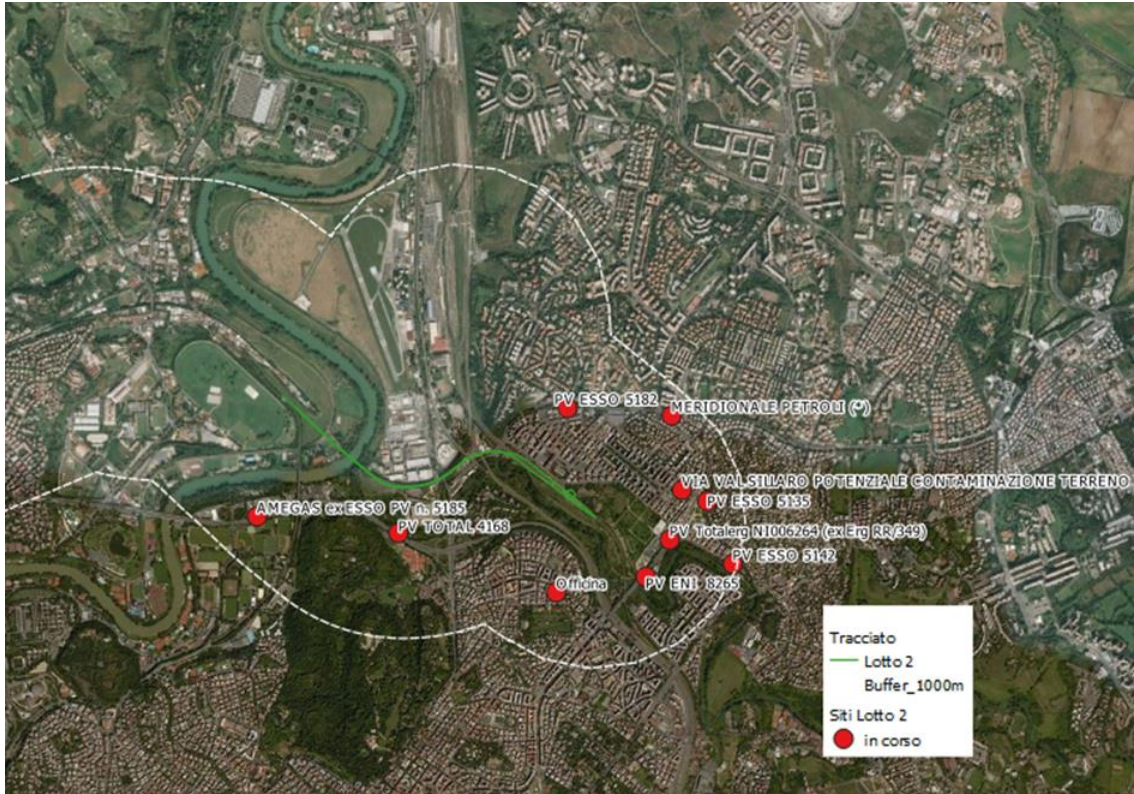 PV ESSO 5182
MERIDIONALE PETROLI (*)
VIA VAL SILLARO POTENZIALE CONTAMINAZIONE TERRENO
PV ESSO 5135
AMEGAS ex ESSO PV n. 5185
PV TOTAL 4168
PV Totalerg NI006264 (ex Erg RR/349)
PV ESSO 5142
Officina
PV ENI 8265
Tracciato
Lotto 2
Buffer_1000m
Siti Lotto 2
in corso